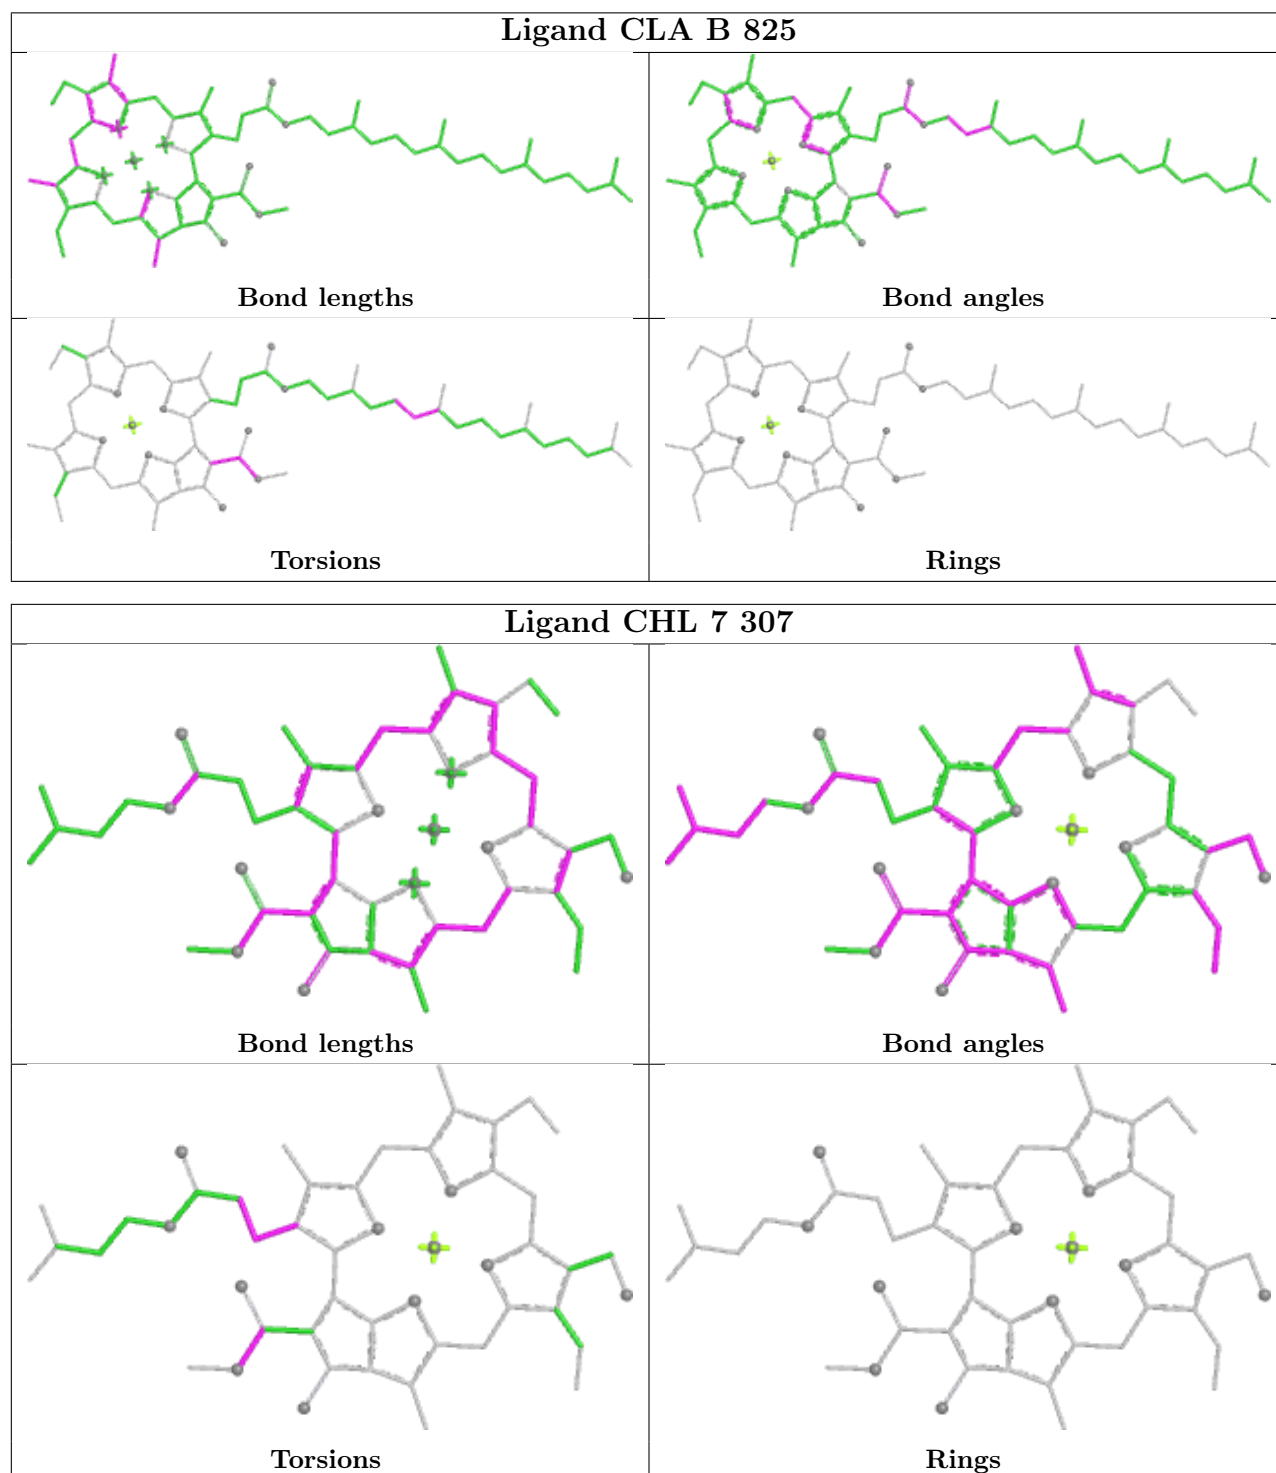 Ligand CLA B 825
Bond lengths
Bond angles
Torsions
Rings
Ligand CHL 7 307
Bond lengths
Bond angles
Torsions
Rings